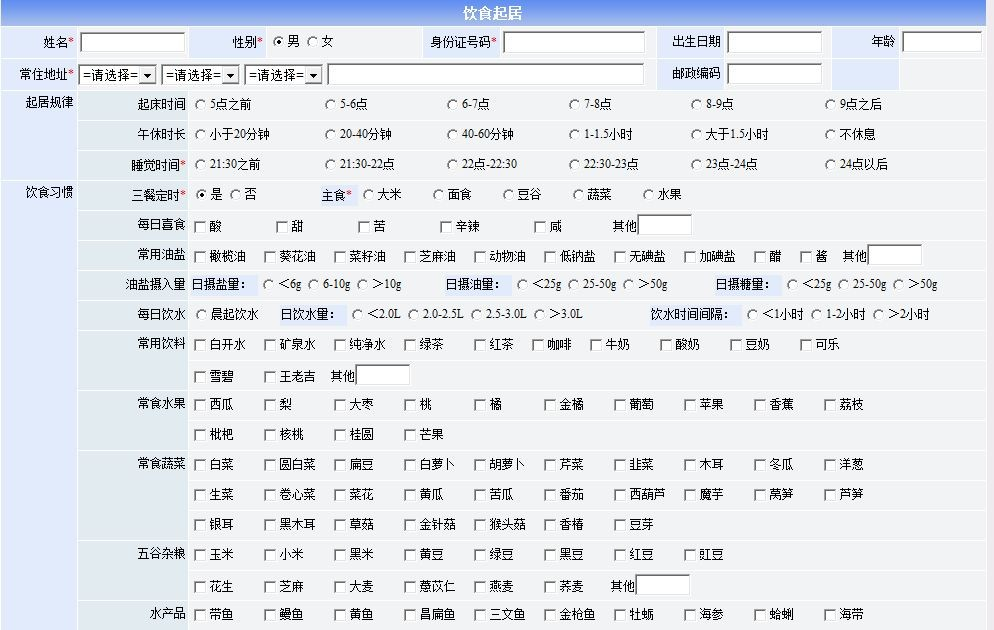 饮食起居
姓名* 性别* 男 女 身份证号码* 出生日期 年龄
常住地址* =请选择= =请选择= =请选择= 邮政编码
起居规律 起床时间 5点之前 5-6点 6-7点 7-8点 8-9点 9点之后
午休时长 小于20分钟 20-40分钟 40-60分钟 1-1.5小时 大于1.5小时 不休息
睡觉时间* 21:30之前 21:30-22点 22点-22:30 22:30-23点 23点-24点 24点以后
饮食习惯 三餐定时* 是 否 主食* 大米 面食 豆谷 蔬菜 水果
每日喜食 酸 甜 苦 辛辣 咸 其他
常用油盐 橄榄油 葵花油 菜籽油 芝麻油 动物油 低钠盐 无碘盐 加碘盐 醋 酱 其他
油盐摄入量 日摄盐量： <6g 6-10g >10g 日摄油量： <25g 25-50g >50g 日摄糖量： <25g 25-50g >50g
每日饮水 晨起饮水 日饮水量： <2.0L 2.0-2.5L 2.5-3.0L >3.0L 饮水时间间隔： <1小时 1-2小时 >2小时
常用饮料 白开水 矿泉水 纯净水 绿茶 红茶 咖啡 牛奶 酸奶 豆奶 可乐
雪碧 王老吉 其他
常食水果 西瓜 梨 大枣 桃 橘 金橘 葡萄 苹果 香蕉 荔枝
枇杷 核桃 桂圆 芒果
常食蔬菜 白菜 圆白菜 扁豆 白萝卜 胡萝卜 芹菜 韭菜 木耳 冬瓜 洋葱
生菜 卷心菜 菜花 黄瓜 苦瓜 番茄 西葫芦 魔芋 莴笋 芦笋
银耳 黑木耳 草菇 金针菇 猴头菇 香椿 豆芽
五谷杂粮 玉米 小米 黑米 黄豆 绿豆 黑豆 红豆 豇豆
花生 芝麻 大麦 薏苡仁 燕麦 荞麦 其他
水产品 带鱼 鳗鱼 黄鱼 昌扁鱼 三文鱼 金枪鱼 牡蛎 海参 蛤蜊 海带